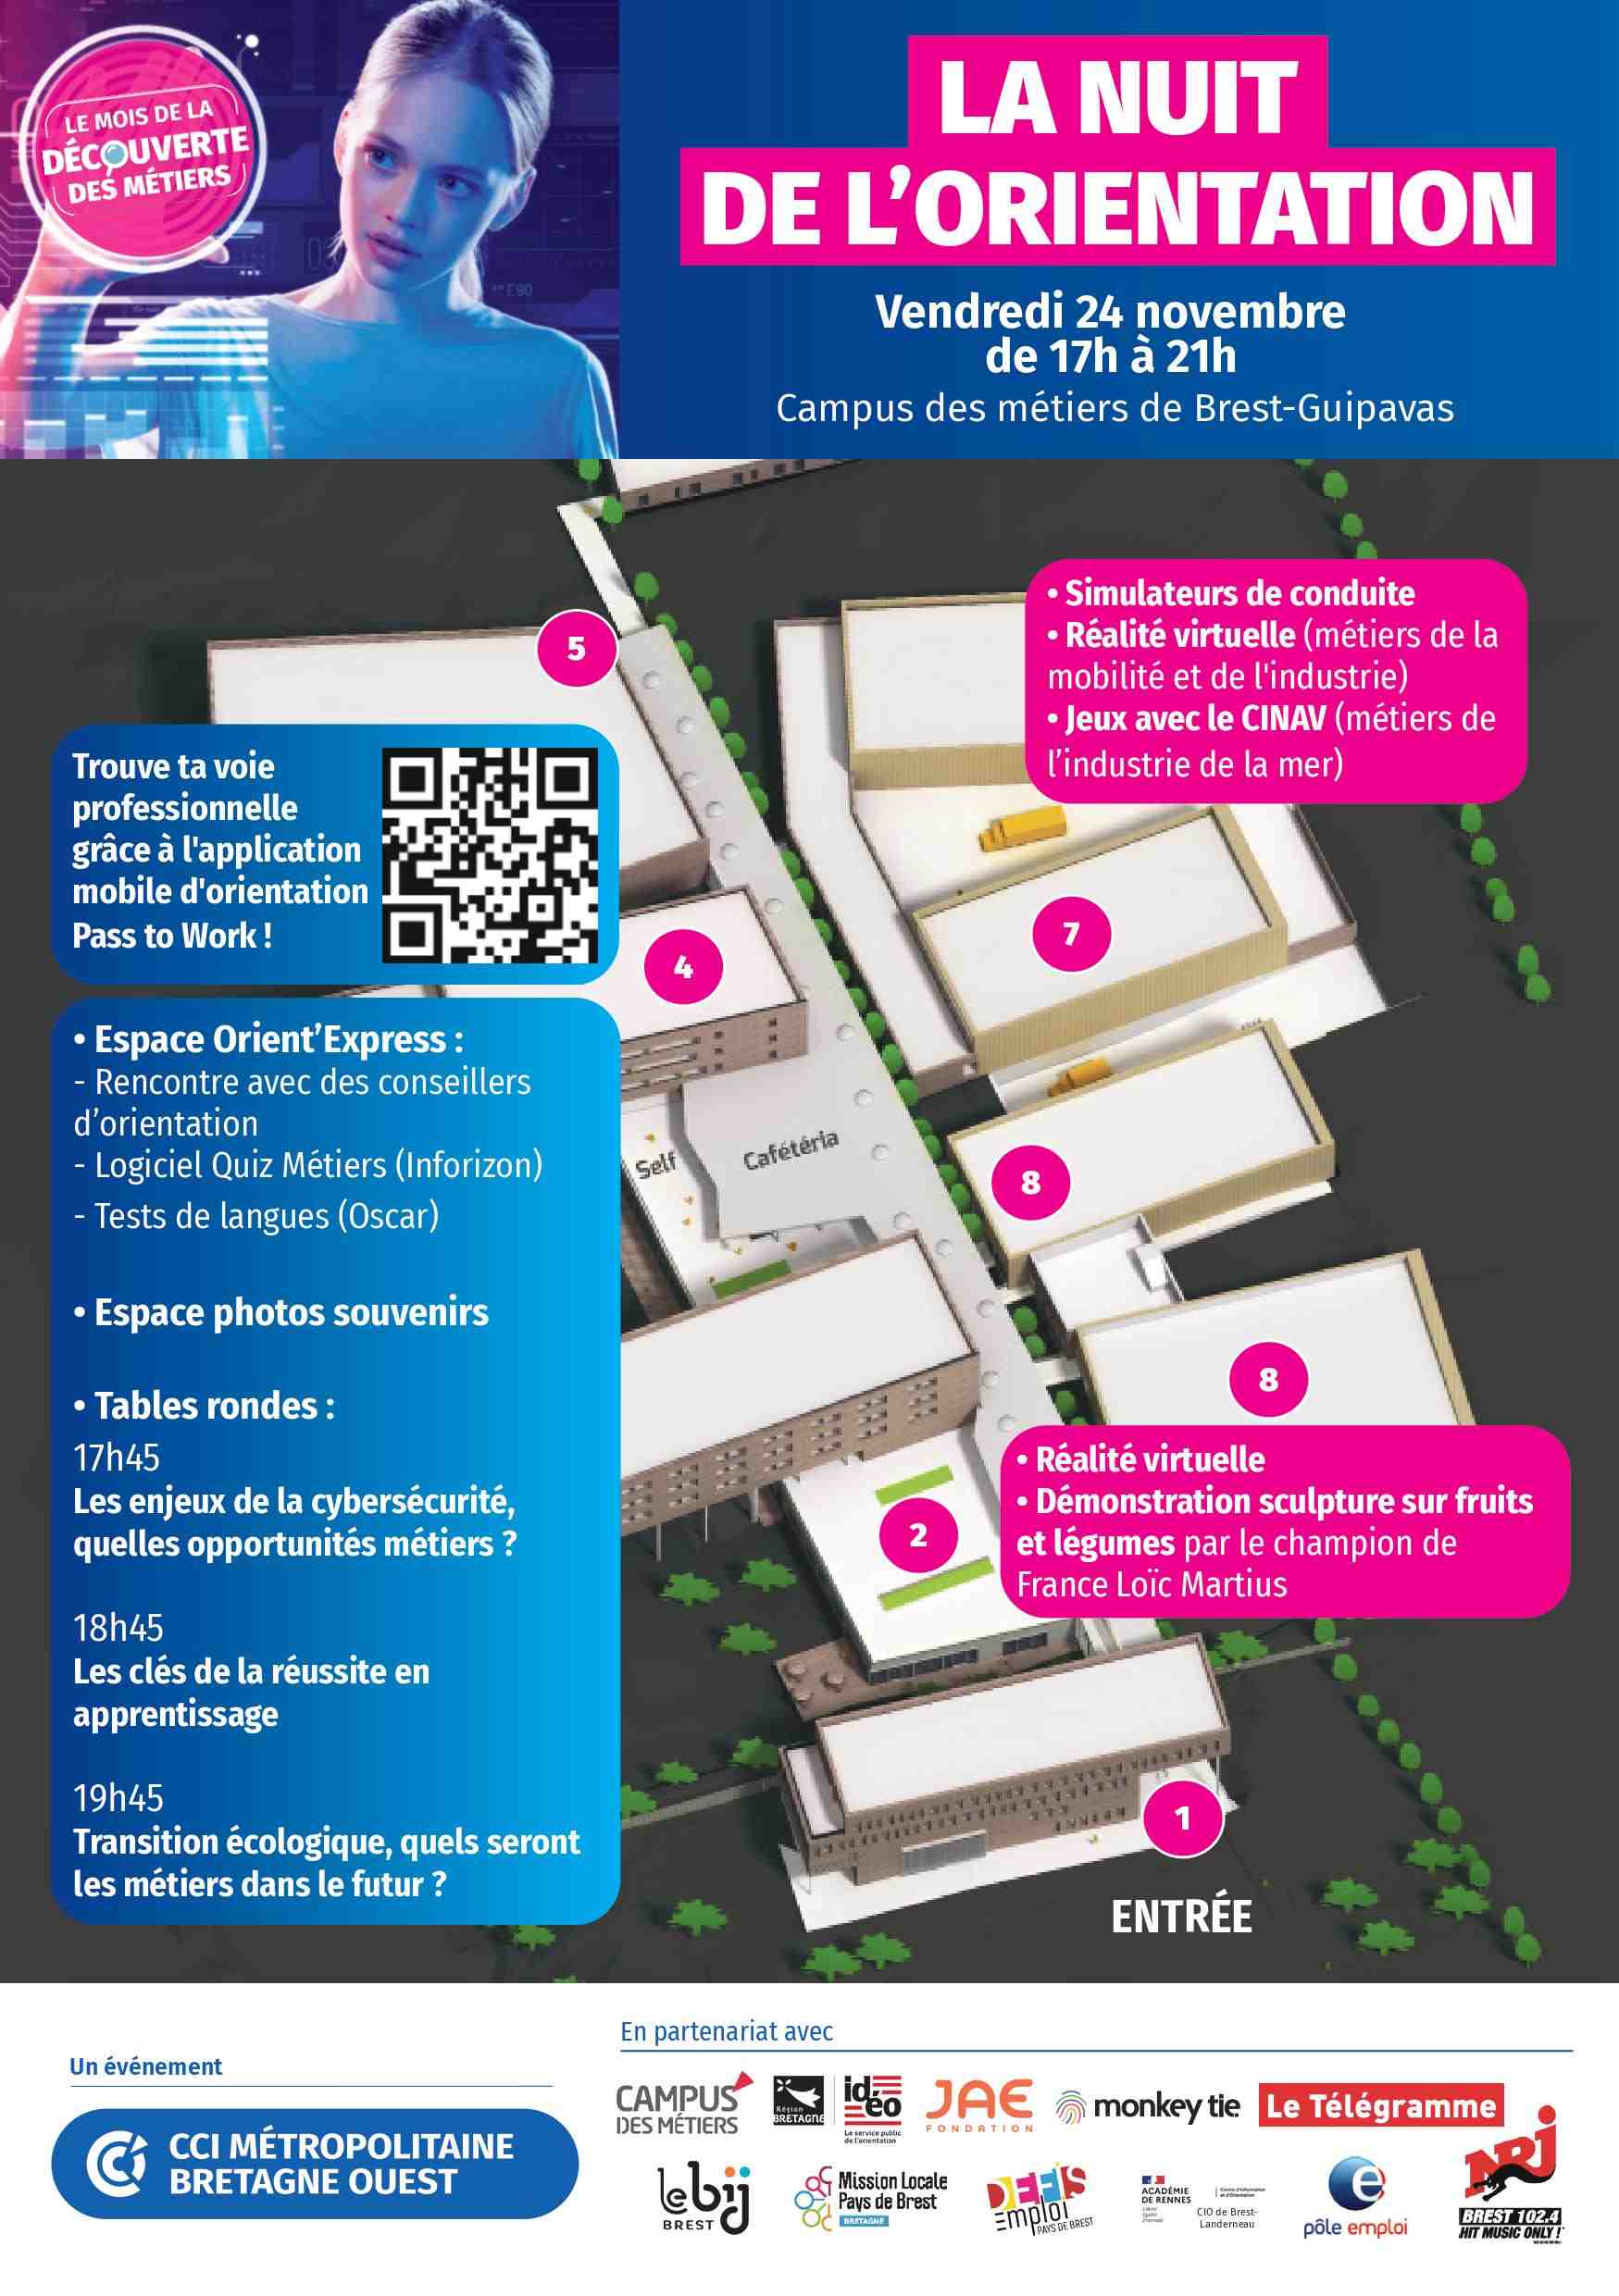 LE MOIS DE LA
DÉCOUVERTE
DES MÉTIERS
LA NUIT
DE L'ORIENTATION
Vendredi 24 novembre
de 17h à 21h
Campus des métiers de Brest-Guipavas
• Simulateurs de conduite
• Réalité virtuelle (métiers de la
mobilité et de l'industrie)
• Jeux avec le CINAV (métiers de
l'industrie de la mer)
5
Trouve ta voie
professionnelle
grâce à l'application
mobile d'orientation
Pass to Work !
7
4
• Espace Orient'Express :
- Rencontre avec des conseillers
d'orientation
- Logiciel Quiz Métiers (Inforizon)
- Tests de langues (Oscar)
• Espace photos souvenirs
• Tables rondes :
17h45
Les enjeux de la cybersécurité,
quelles opportunités métiers ?
18h45
Les clés de la réussite en
apprentissage
19h45
Transition écologique, quels seront
les métiers dans le futur ?
Self
Cafétéria
8
8
2
• Réalité virtuelle
• Démonstration sculpture sur fruits
et légumes par le champion de
France Loïc Martius
1
ENTRÉE
Un événement
CCI MÉTROPOLITAINE
BRETAGNE OUEST
En partenariat avec
CAMPUS
DES MÉTIERS
Région
BRETAGNE
idéo
Le service public
de l'orientation
JAE
FONDATION
monkey tie
Le Télégramme
NRJ
BREST 102.4
HIT MUSIC ONLY !
Le bij
BREST
Mission Locale
Pays de Brest
BRETAGNE
DEFIS
emploi
PAYS DE BREST
ACADÉMIE
DE RENNES
Centre d'Information
et d'Orientation
CIO de Brest-
Landerneau
pôle emploi